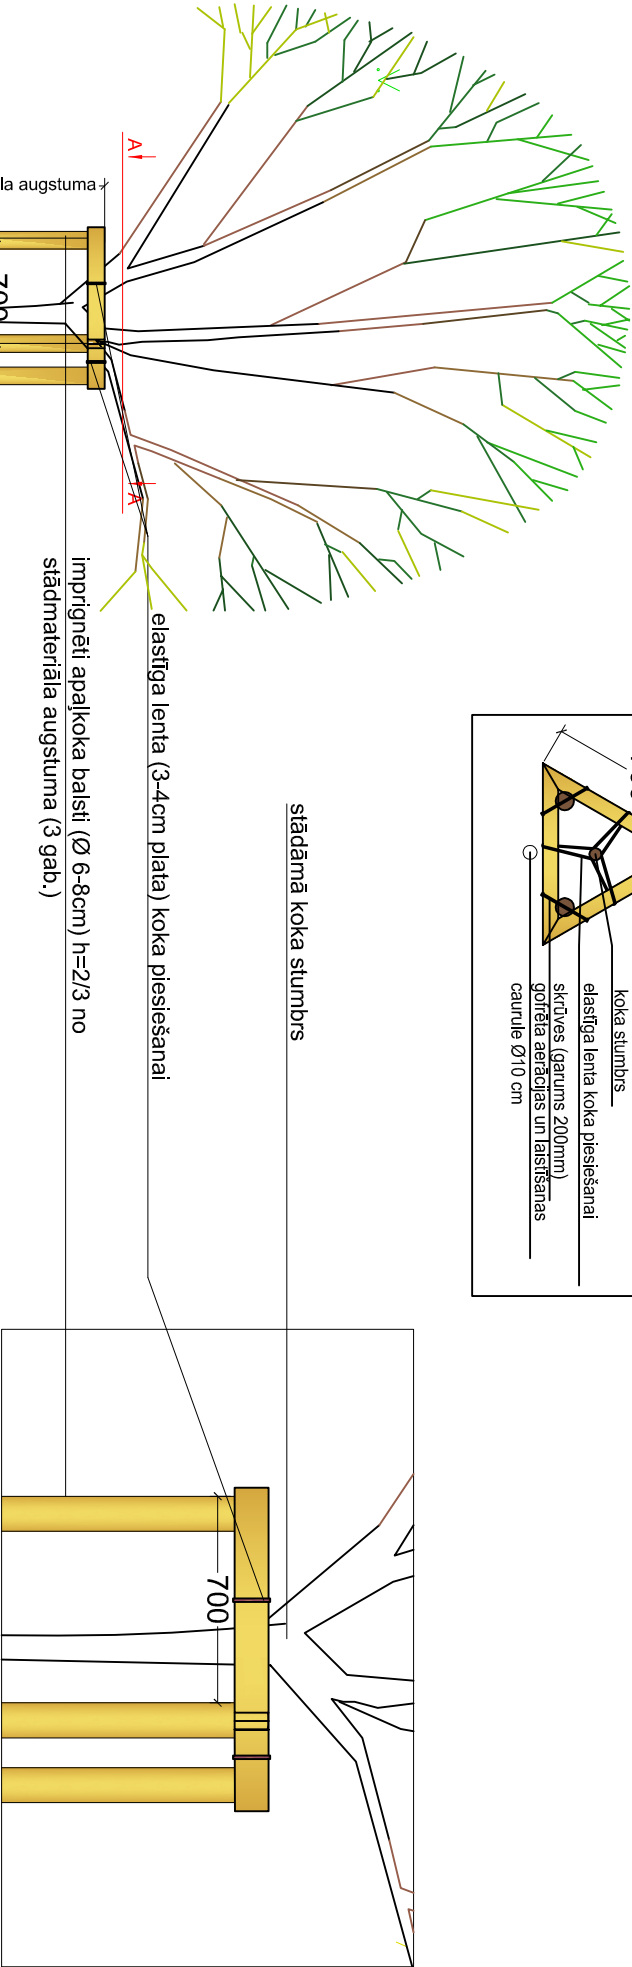 la augstuma
A
A
700
koka stumbrs
elastīga lenta koka piesiešanai
skrūves (garums 200mm)
gofrēta aerācijas un laistīšanas
caurule Ø10 cm
stādāmā koka stumbrs
elastīga lenta (3-4cm plata) koka piesiešanai
imprignēti apaļkoka balsti (Ø 6-8cm) h=2/3 no
stādmateriāla augstuma (3 gab.)
700